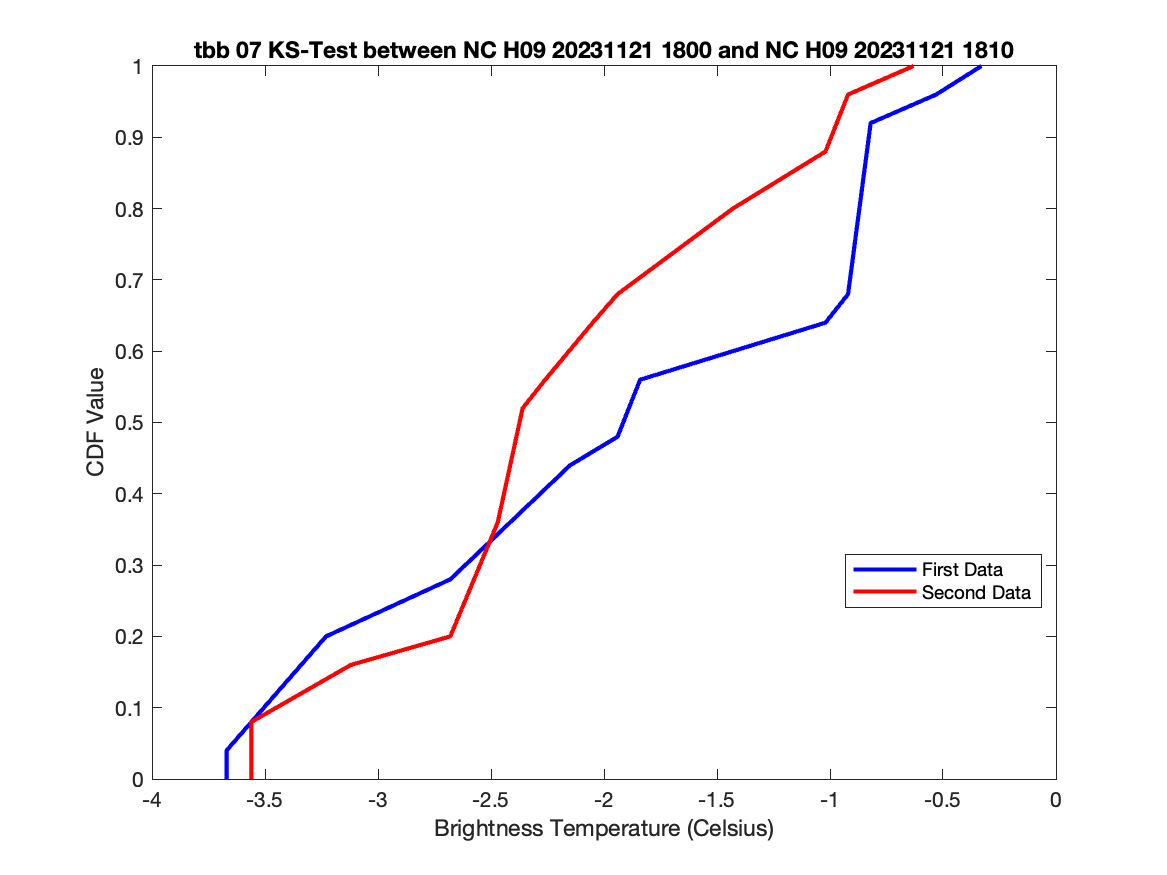 tbb 07 KS-Test between NC H09 20231121 1800 and NC H09 20231121 1810
1
0.9
0.8
0.7
0.6
0.5
0.4
0.3
0.2
0.1
0
CDF Value
First Data
Second Data
-4 -3.5 -3 -2.5 -2 -1.5 -1 -0.5 0
Brightness Temperature (Celsius)